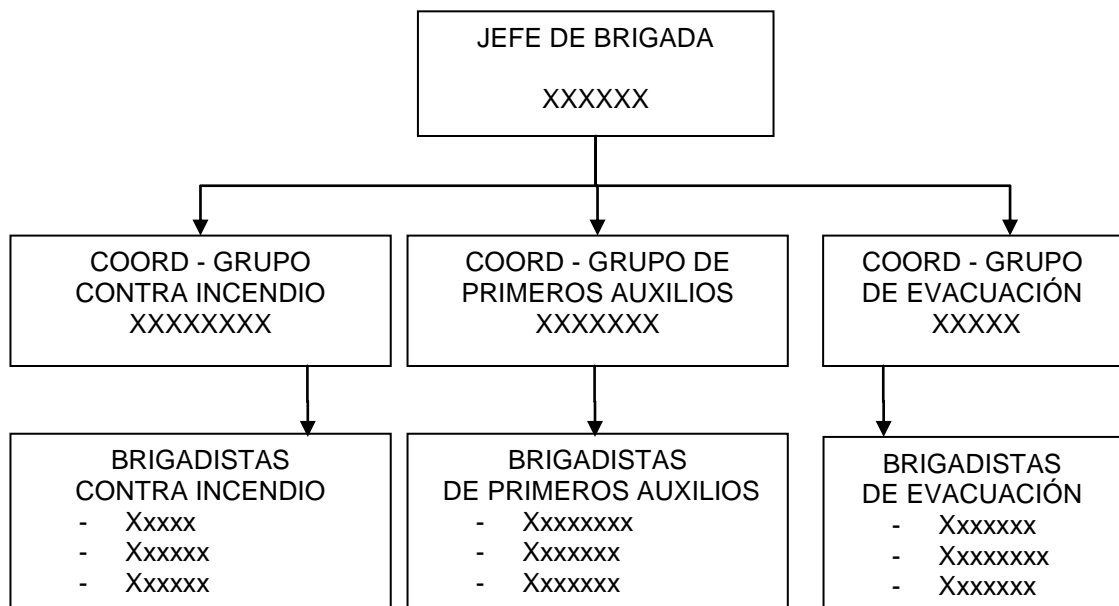 JEFE DE BRIGADA
XXXXXX
COORD - GRUPO
CONTRA INCENDIO
XXXXXXXX
COORD - GRUPO DE
PRIMEROS AUXILIOS
XXXXXXX
COORD - GRUPO
DE EVACUACIÓN
XXXXX
BRIGADISTAS
CONTRA INCENDIO
- Xxxxx
- Xxxxxx
- Xxxxxx
BRIGADISTAS
DE PRIMEROS AUXILIOS
- Xxxxxxxx
- Xxxxxxx
- Xxxxxxx
BRIGADISTAS
DE EVACUACIÓN
- Xxxxxxx
- Xxxxxxxx
- Xxxxxxx